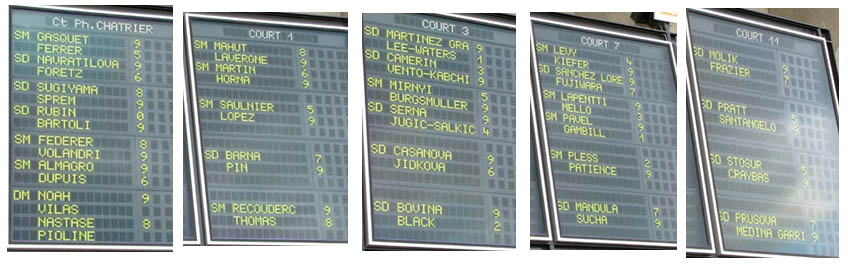 Ct Ph.CHATRIER
SM GASQUET 9
FERRER 5
SD NAVRATILOVA 9
FORETZ 6
SD SUGIYAMA 8
SPREM 9
SD RUBIN 0
BARTOLI 9
SM FEDERER 8
VOLANDRI 9
SM ALMAGRO 9
DUPUIS 6
DM NOAH 9
VILAS
NASTASE 8
PIOLINE
COURT 1
SM MAHUT 8
LAVERGNE 9
SM MARTIN 6
HORNA 9
SM SAULNIER 5
LOPEZ 9
SD BARNA 7
PIN 9
SM RECOUDERC 9
THOMAS 8
COURT 3
SD MARTINEZ GRA 9
LEE-WATERS 1
SD CAMERIN 3
VENTO-KABCHI 9
SM MIRNYI 5
BURGSMULLER 9
SD SERNA 9
JUGIC-SALKIC 4
SD CASANOVA 9
JIDKOVA 6
SD BOVINA 9
BLACK 2
COURT 7
SM LEVY 4
KIEFER 9
SD SANCHEZ LORE 9
FUJIWARA 7
SM LAPENTTI 9
MELLO 3
SM PAVEL 9
GAMBILL 1
SM PLESS 2
PATIENCE 9
SD MANDULA 7
SUCHA 9
COURT 11
SD MOLIK 9
FRAZIER 7
SD PRATT 5
SANTANGELO 9
SD STOSUR 5
CRAYBAS 9
SD PRUSOVA 7
MEDINA GARRI 9